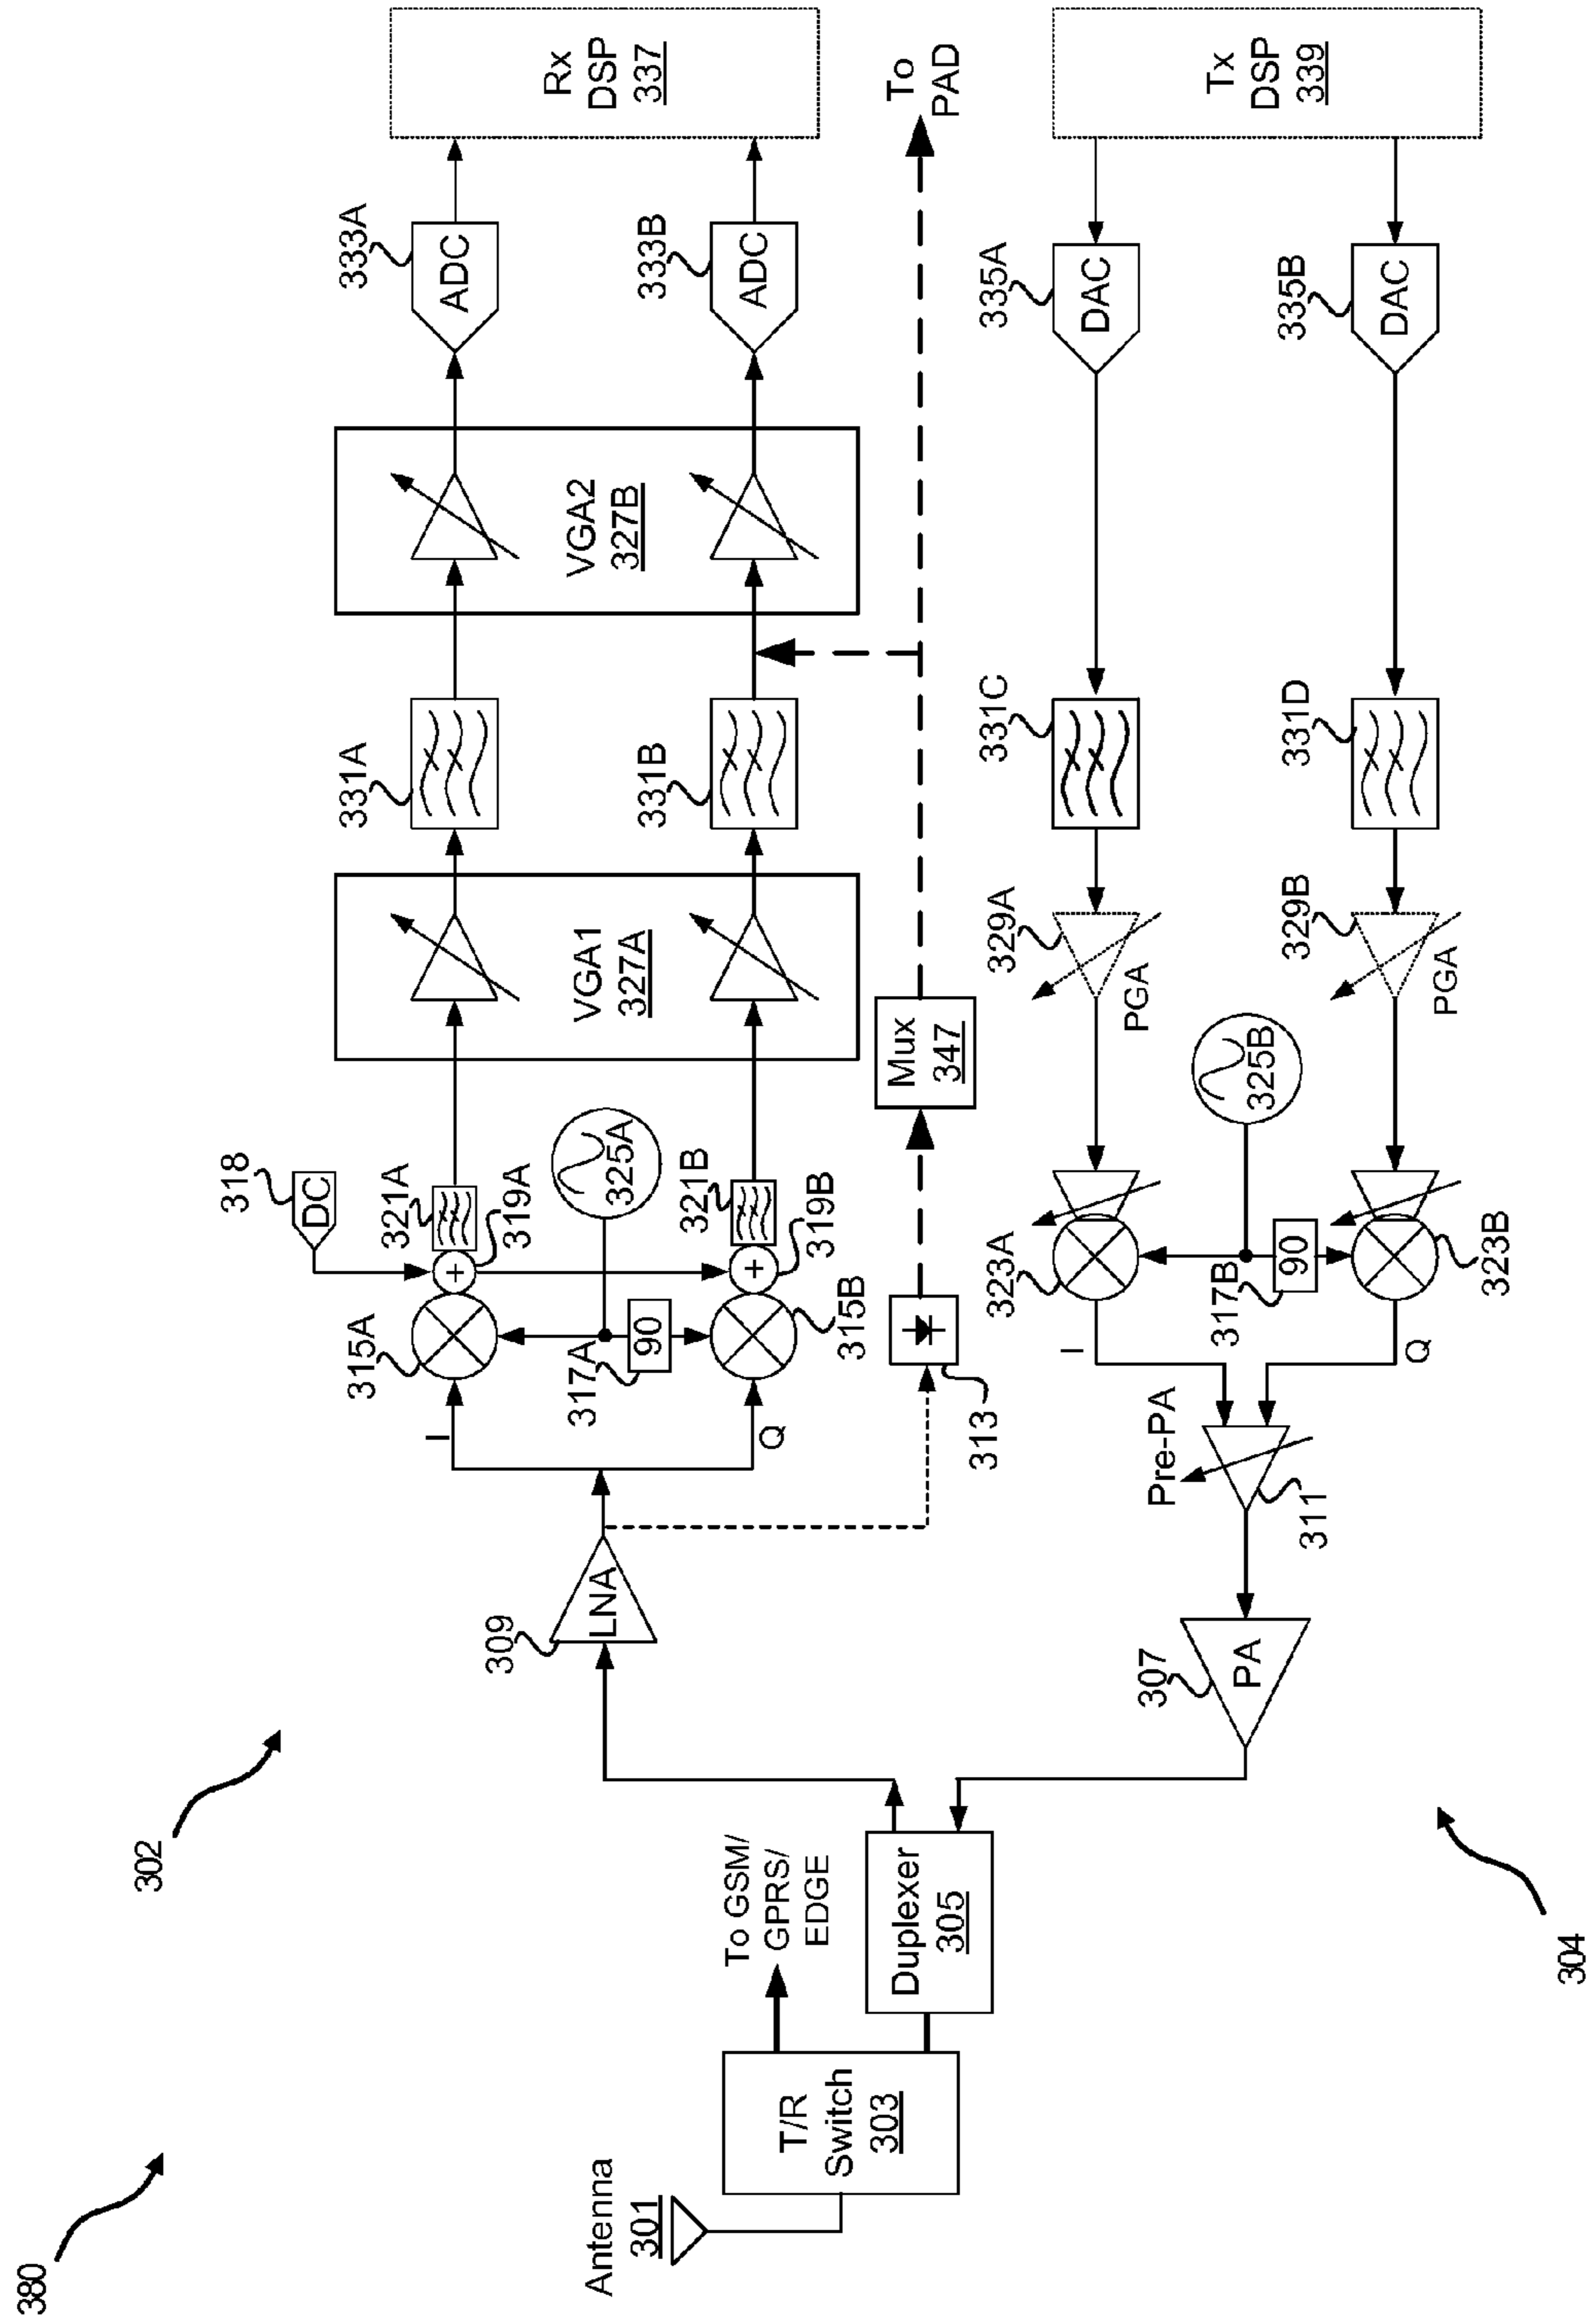 380
302
304
Antenna
301
T/R
Switch
303
To GSM/
GPRS/
EDGE
Duplexer
305
309
LNA
I
Q
315A
315B
317A
90
318
DC
319A
+
319B
+
321A
321B
325A
VGA1
327A
331A
331B
VGA2
327B
333A
ADC
333B
ADC
Rx
DSP
337
313
Mux
347
To
PAD
307
PA
Pre-PA
311
I
Q
323A
323B
317B
90
325B
329A
PGA
329B
PGA
331C
331D
335A
DAC
335B
DAC
Tx
DSP
339